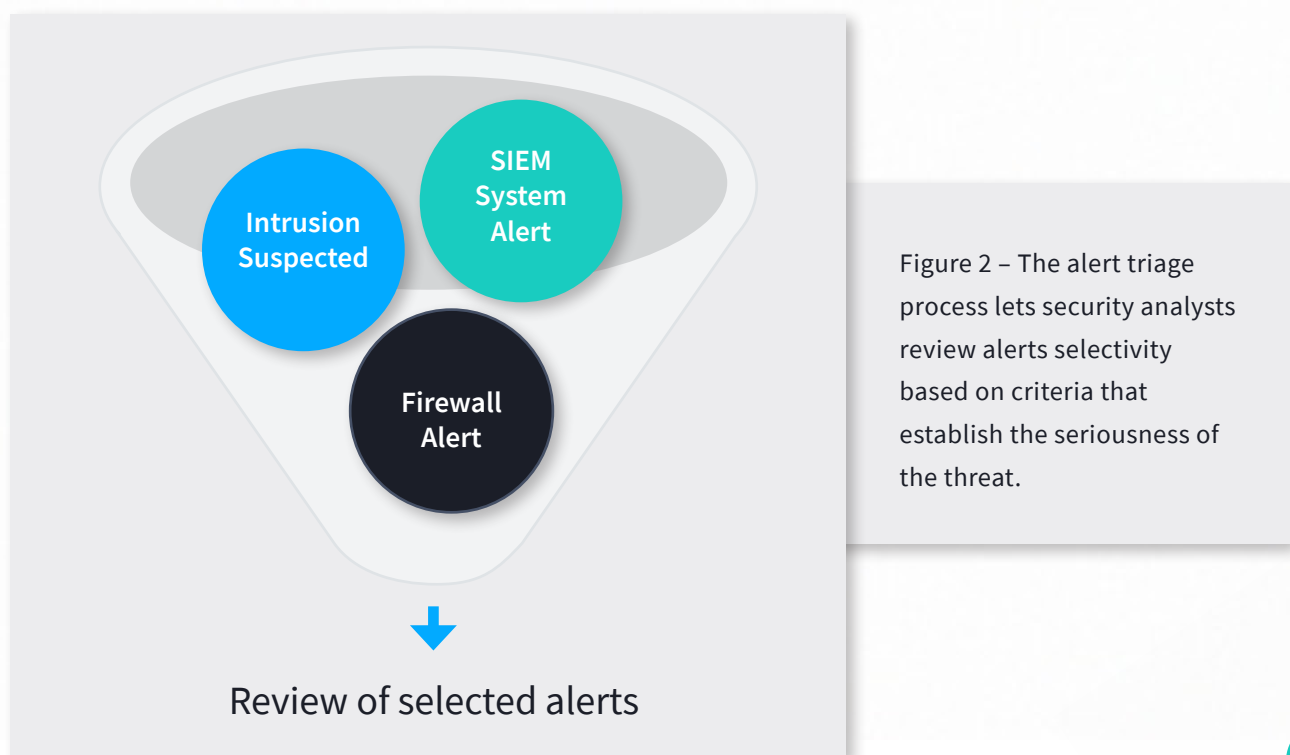 SIEM
System
Alert
Intrusion
Suspected
Firewall
Alert
Review of selected alerts
Figure 2 – The alert triage
process lets security analysts
review alerts selectivity
based on criteria that
establish the seriousness of
the threat.